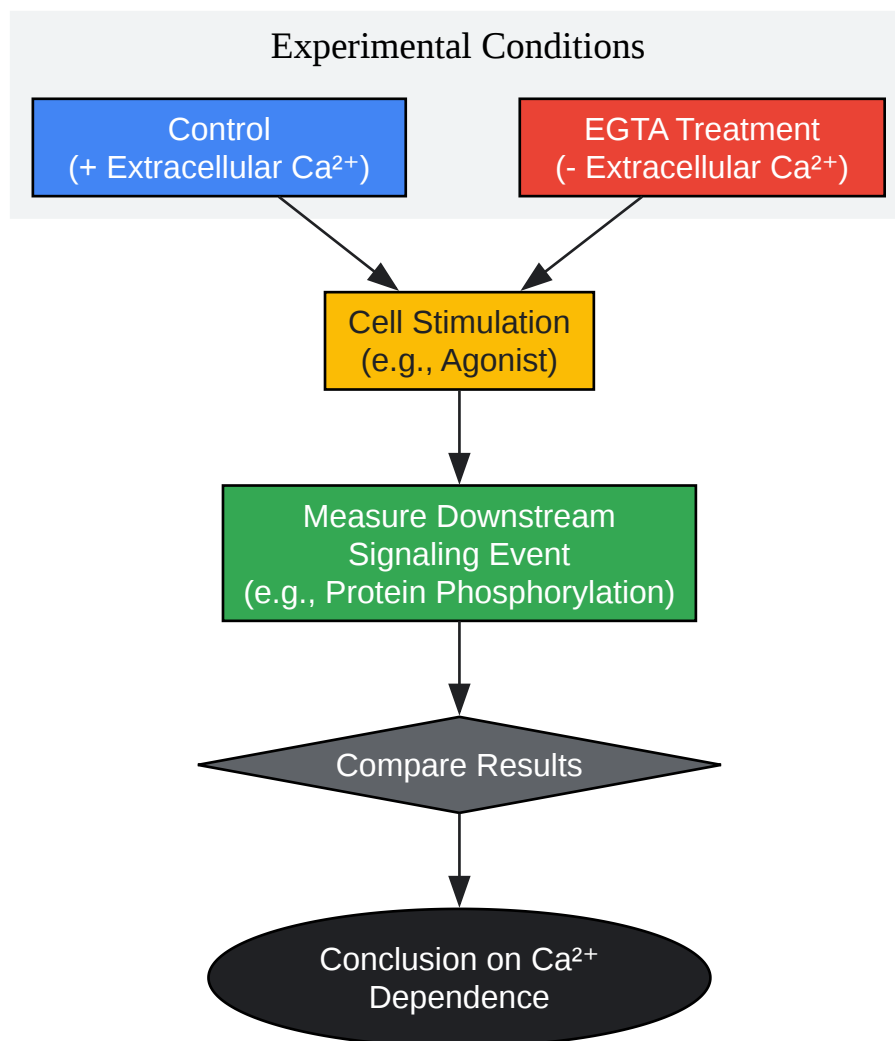 Experimental Conditions
Control
(+ Extracellular Ca²⁺)
EGTA Treatment
(- Extracellular Ca²⁺)
Cell Stimulation
(e.g., Agonist)
Measure Downstream
Signaling Event
(e.g., Protein Phosphorylation)
Compare Results
Conclusion on Ca²⁺
Dependence